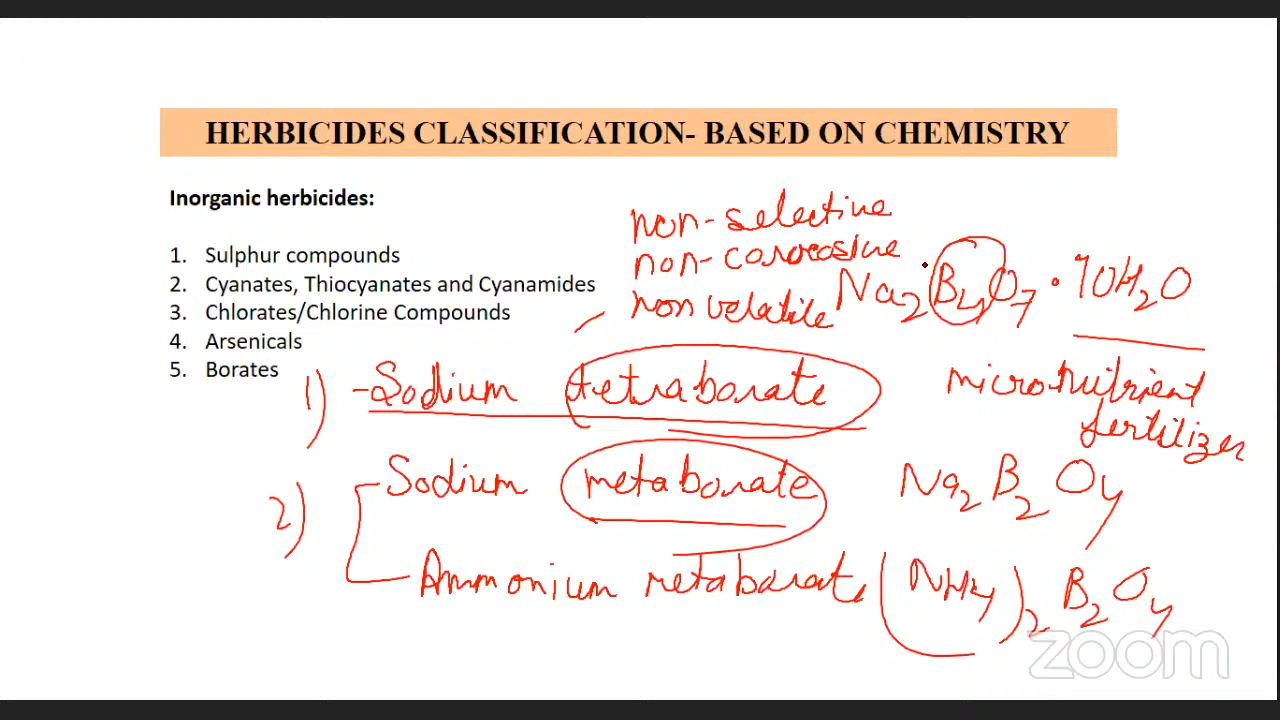 HERBICIDES CLASSIFICATION- BASED ON CHEMISTRY
Inorganic herbicides:
1. Sulphur compounds
2. Cyanates, Thiocyanates and Cyanamides
3. Chlorates/Chlorine Compounds
4. Arsenicals
5. Borates
non-selective
non-corrosive
non volatile
Na2B4O7 · 10H2O
micronutrient
fertilizer
1) -Sodium tetraborate
2) Sodium metaborate Na2B2O4
Ammonium metaborate (NH4)2 B2O4
zoom